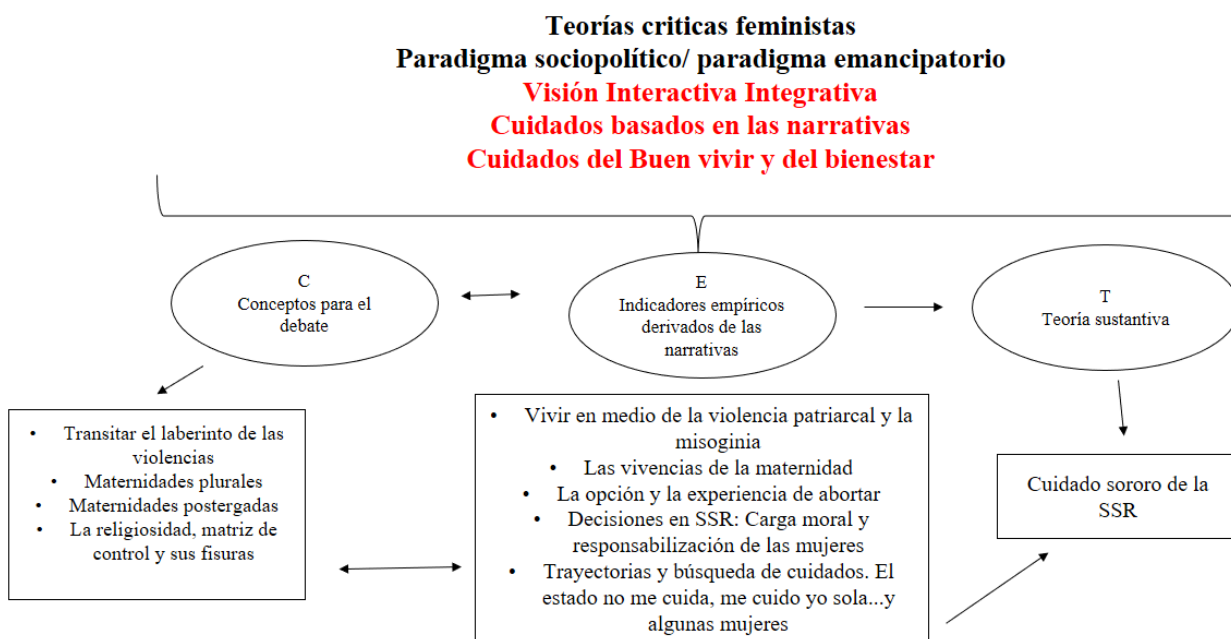 Teorías criticas feministas
Paradigma sociopolítico/ paradigma emancipatorio
Visión Interactiva Integrativa
Cuidados basados en las narrativas
Cuidados del Buen vivir y del bienestar
C
Conceptos para el
debate
E
Indicadores empíricos
derivados de las
narrativas
T
Teoría sustantiva
• Transitar el laberinto de las
violencias
• Maternidades plurales
• Maternidades postergadas
• La religiosidad, matriz de
control y sus fisuras
• Vivir en medio de la violencia patriarcal y la
misoginia
• Las vivencias de la maternidad
• La opción y la experiencia de abortar
• Decisiones en SSR: Carga moral y
responsabilización de las mujeres
• Trayectorias y búsqueda de cuidados. El
estado no me cuida, me cuido yo sola...y
algunas mujeres
Cuidado sororo de la
SSR